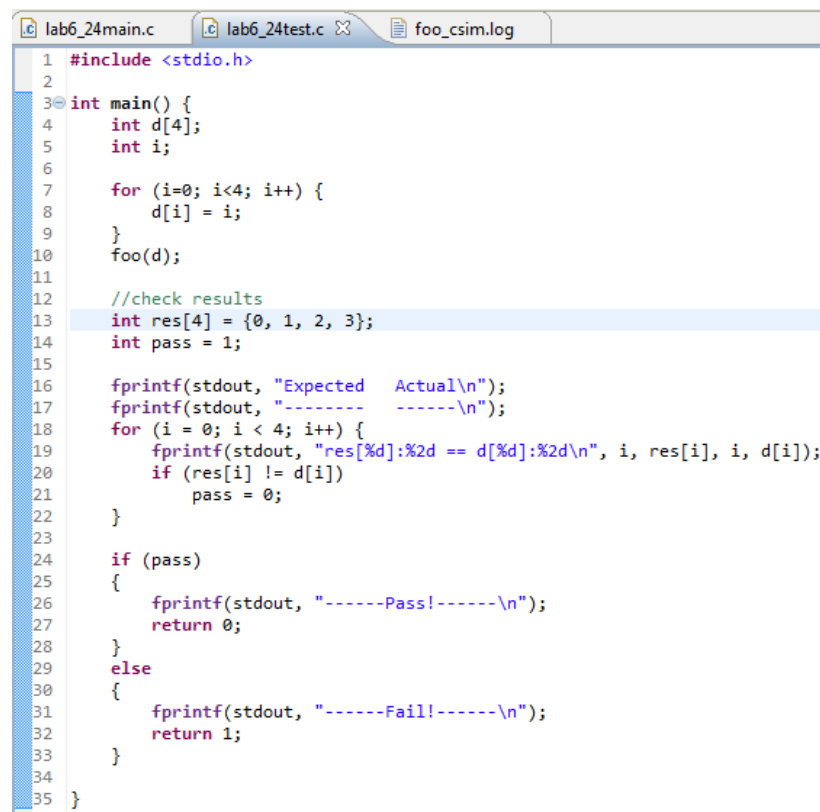 lab6_24main.c lab6_24test.c foo_csim.log
1 #include <stdio.h>
2
3 int main() {
4     int d[4];
5     int i;
6
7     for (i=0; i<4; i++) {
8         d[i] = i;
9     }
10     foo(d);
11
12     //check results
13     int res[4] = {0, 1, 2, 3};
14     int pass = 1;
15
16     fprintf(stdout, "Expected   Actual\n");
17     fprintf(stdout, "--------   ------\n");
18     for (i = 0; i < 4; i++) {
19         fprintf(stdout, "res[%d]:%2d == d[%d]:%2d\n", i, res[i], i, d[i]);
20         if (res[i] != d[i])
21             pass = 0;
22     }
23
24     if (pass)
25     {
26         fprintf(stdout, "------Pass!------\n");
27         return 0;
28     }
29     else
30     {
31         fprintf(stdout, "------Fail!------\n");
32         return 1;
33     }
34
35 }